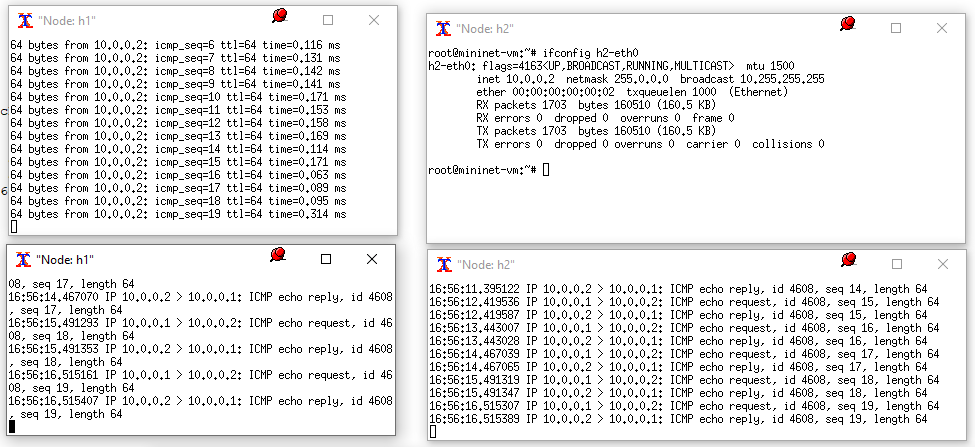 "Node: h1"
64 bytes from 10.0.0.2: icmp_seq=6 ttl=64 time=0.116 ms
64 bytes from 10.0.0.2: icmp_seq=7 ttl=64 time=0.131 ms
64 bytes from 10.0.0.2: icmp_seq=8 ttl=64 time=0.142 ms
64 bytes from 10.0.0.2: icmp_seq=9 ttl=64 time=0.141 ms
64 bytes from 10.0.0.2: icmp_seq=10 ttl=64 time=0.171 ms
64 bytes from 10.0.0.2: icmp_seq=11 ttl=64 time=0.153 ms
64 bytes from 10.0.0.2: icmp_seq=12 ttl=64 time=0.158 ms
64 bytes from 10.0.0.2: icmp_seq=13 ttl=64 time=0.169 ms
64 bytes from 10.0.0.2: icmp_seq=14 ttl=64 time=0.114 ms
64 bytes from 10.0.0.2: icmp_seq=15 ttl=64 time=0.171 ms
64 bytes from 10.0.0.2: icmp_seq=16 ttl=64 time=0.063 ms
64 bytes from 10.0.0.2: icmp_seq=17 ttl=64 time=0.089 ms
64 bytes from 10.0.0.2: icmp_seq=18 ttl=64 time=0.095 ms
64 bytes from 10.0.0.2: icmp_seq=19 ttl=64 time=0.314 ms
"Node: h2"
root@mininet-vm:~# ifconfig h2-eth0
h2-eth0: flags=4163<UP,BROADCAST,RUNNING,MULTICAST>  mtu 1500
inet 10.0.0.2  netmask 255.0.0.0  broadcast 10.255.255.255
ether 00:00:00:00:00:02  txqueuelen 1000  (Ethernet)
RX packets 1703  bytes 160510 (160.5 KB)
RX errors 0  dropped 0  overruns 0  frame 0
TX packets 1703  bytes 160510 (160.5 KB)
TX errors 0  dropped 0 overruns 0  carrier 0  collisions 0
root@mininet-vm:~#
"Node: h1"
08, seq 17, length 64
16:56:14.467070 IP 10.0.0.2 > 10.0.0.1: ICMP echo reply, id 4608
, seq 17, length 64
16:56:15.491293 IP 10.0.0.1 > 10.0.0.2: ICMP echo request, id 46
08, seq 18, length 64
16:56:15.491353 IP 10.0.0.2 > 10.0.0.1: ICMP echo reply, id 4608
, seq 18, length 64
16:56:16.515161 IP 10.0.0.1 > 10.0.0.2: ICMP echo request, id 46
08, seq 19, length 64
16:56:16.515407 IP 10.0.0.2 > 10.0.0.1: ICMP echo reply, id 4608
, seq 19, length 64
"Node: h2"
16:56:11.395122 IP 10.0.0.2 > 10.0.0.1: ICMP echo reply, id 4608, seq 14, length 64
16:56:12.419536 IP 10.0.0.1 > 10.0.0.2: ICMP echo request, id 4608, seq 15, length 64
16:56:12.419587 IP 10.0.0.2 > 10.0.0.1: ICMP echo reply, id 4608, seq 15, length 64
16:56:13.443007 IP 10.0.0.1 > 10.0.0.2: ICMP echo request, id 4608, seq 16, length 64
16:56:13.443028 IP 10.0.0.2 > 10.0.0.1: ICMP echo reply, id 4608, seq 16, length 64
16:56:14.467039 IP 10.0.0.1 > 10.0.0.2: ICMP echo request, id 4608, seq 17, length 64
16:56:14.467065 IP 10.0.0.2 > 10.0.0.1: ICMP echo reply, id 4608, seq 17, length 64
16:56:15.491319 IP 10.0.0.1 > 10.0.0.2: ICMP echo request, id 4608, seq 18, length 64
16:56:15.491347 IP 10.0.0.2 > 10.0.0.1: ICMP echo reply, id 4608, seq 18, length 64
16:56:16.515307 IP 10.0.0.1 > 10.0.0.2: ICMP echo request, id 4608, seq 19, length 64
16:56:16.515389 IP 10.0.0.2 > 10.0.0.1: ICMP echo reply, id 4608, seq 19, length 64